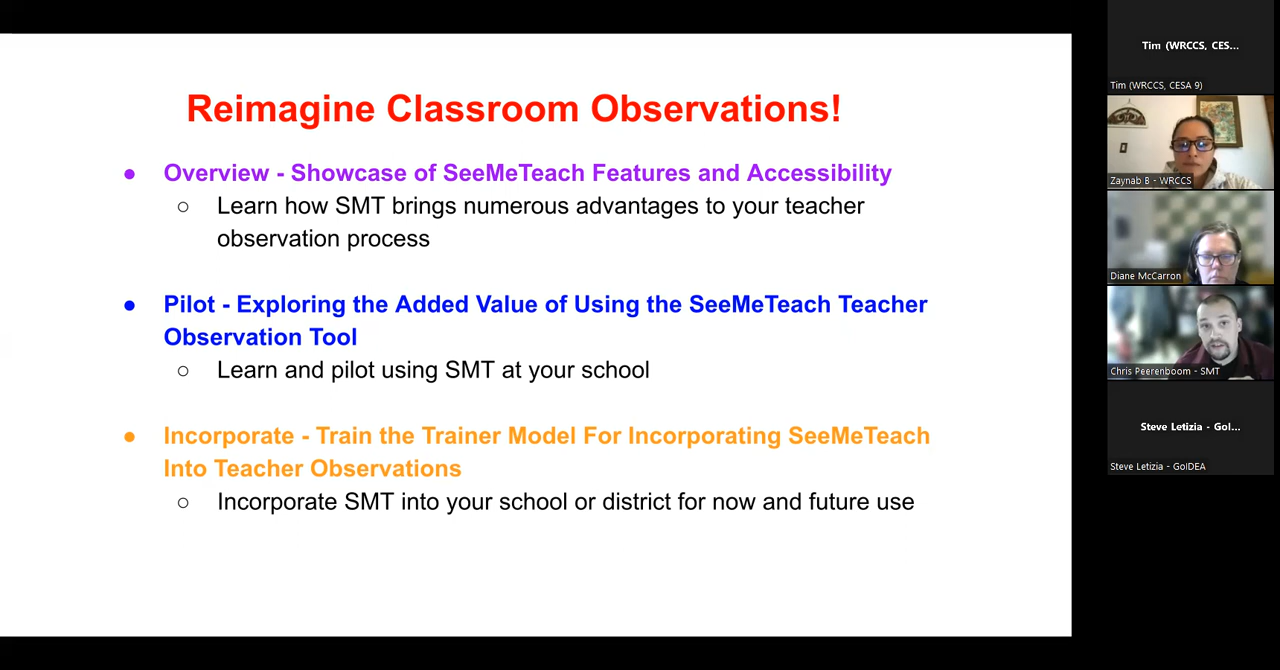 Reimagine Classroom Observations!
● Overview - Showcase of SeeMeTeach Features and Accessibility
○ Learn how SMT brings numerous advantages to your teacher
observation process
● Pilot - Exploring the Added Value of Using the SeeMeTeach Teacher
Observation Tool
○ Learn and pilot using SMT at your school
● Incorporate - Train the Trainer Model For Incorporating SeeMeTeach
Into Teacher Observations
○ Incorporate SMT into your school or district for now and future use
Tim (WRCCS, CES...
Tim (WRCCS, CESA 9)
Zaynab B - WRCCS
Diane McCarron
Chris Peerenboom - SMT
Steve Letizia - GoI...
Steve Letizia - GoIDEA